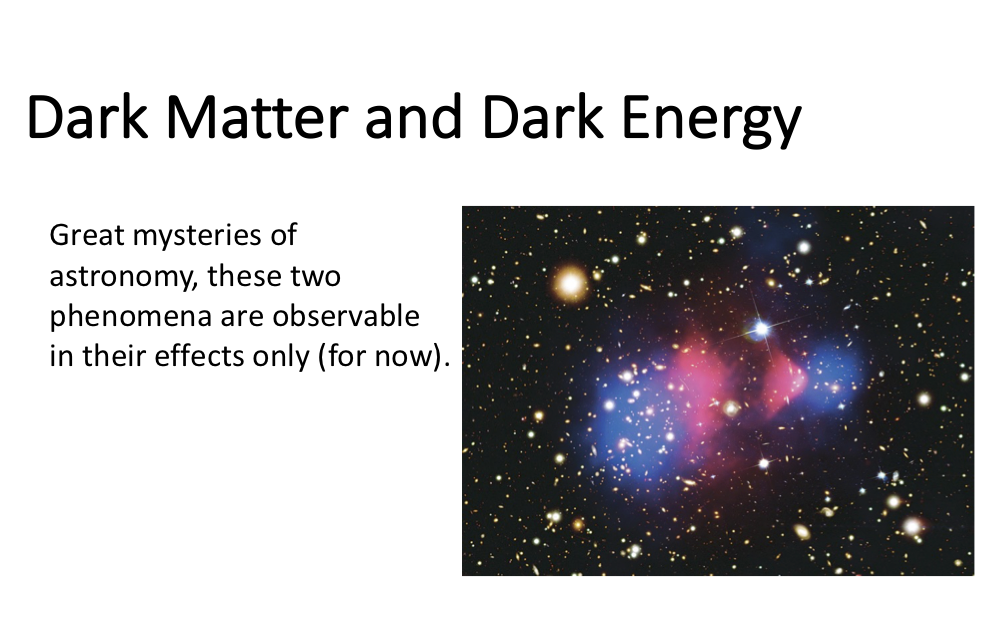 Dark Matter and Dark Energy
Great mysteries of
astronomy, these two
phenomena are observable
in their effects only (for now).